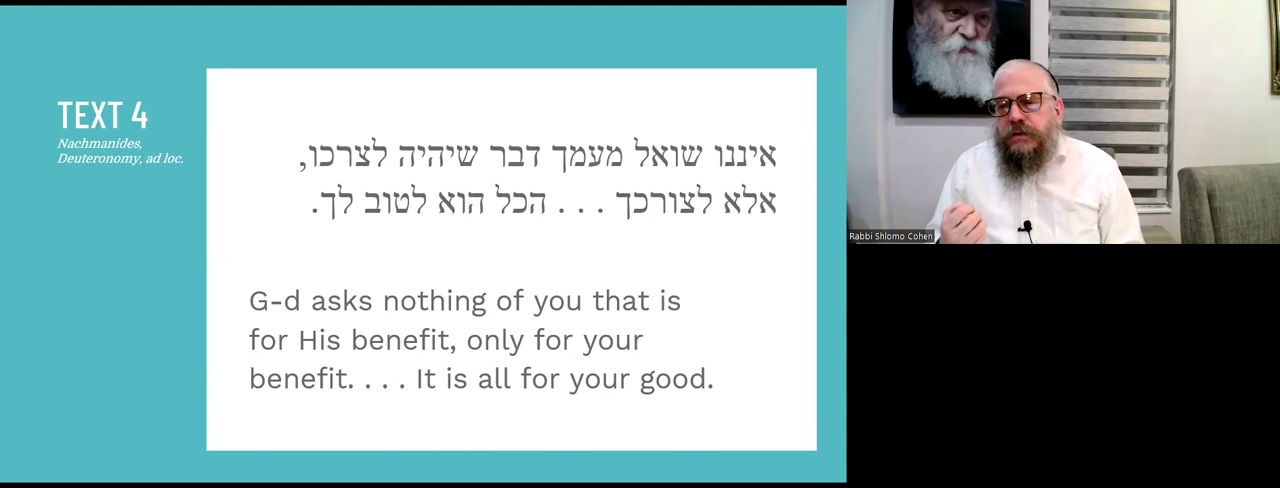 TEXT 4
Nachmanides,
Deuteronomy, ad loc.
איננו שואל מעמך דבר שיהיה לצרכו,
אלא לצורכך . . . הכל הוא לטוב לך.
G-d asks nothing of you that is
for His benefit, only for your
benefit. . . . It is all for your good.
Rabbi Shlomo Cohen